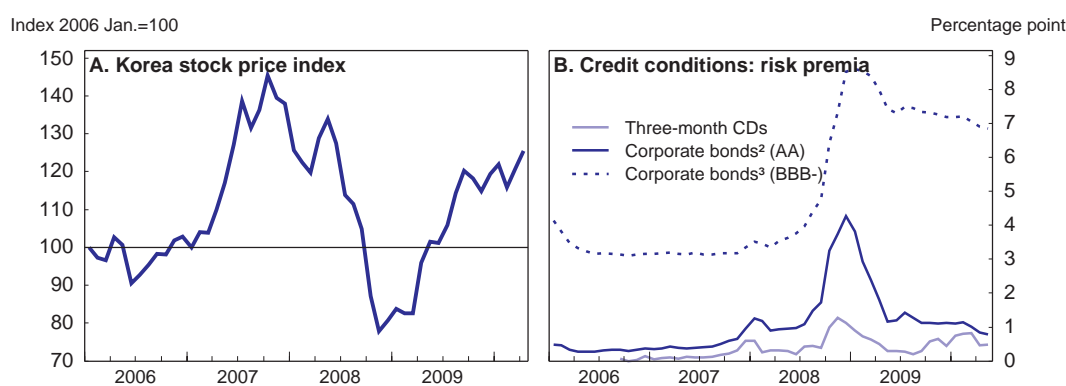 Index 2006 Jan.=100
Percentage point
A. Korea stock price index
150
140
130
120
110
100
90
80
70
2006 2007 2008 2009
B. Credit conditions: risk premia
Three-month CDs
Corporate bonds² (AA)
Corporate bonds³ (BBB-)
9
8
7
6
5
4
3
2
1
0
2006 2007 2008 2009